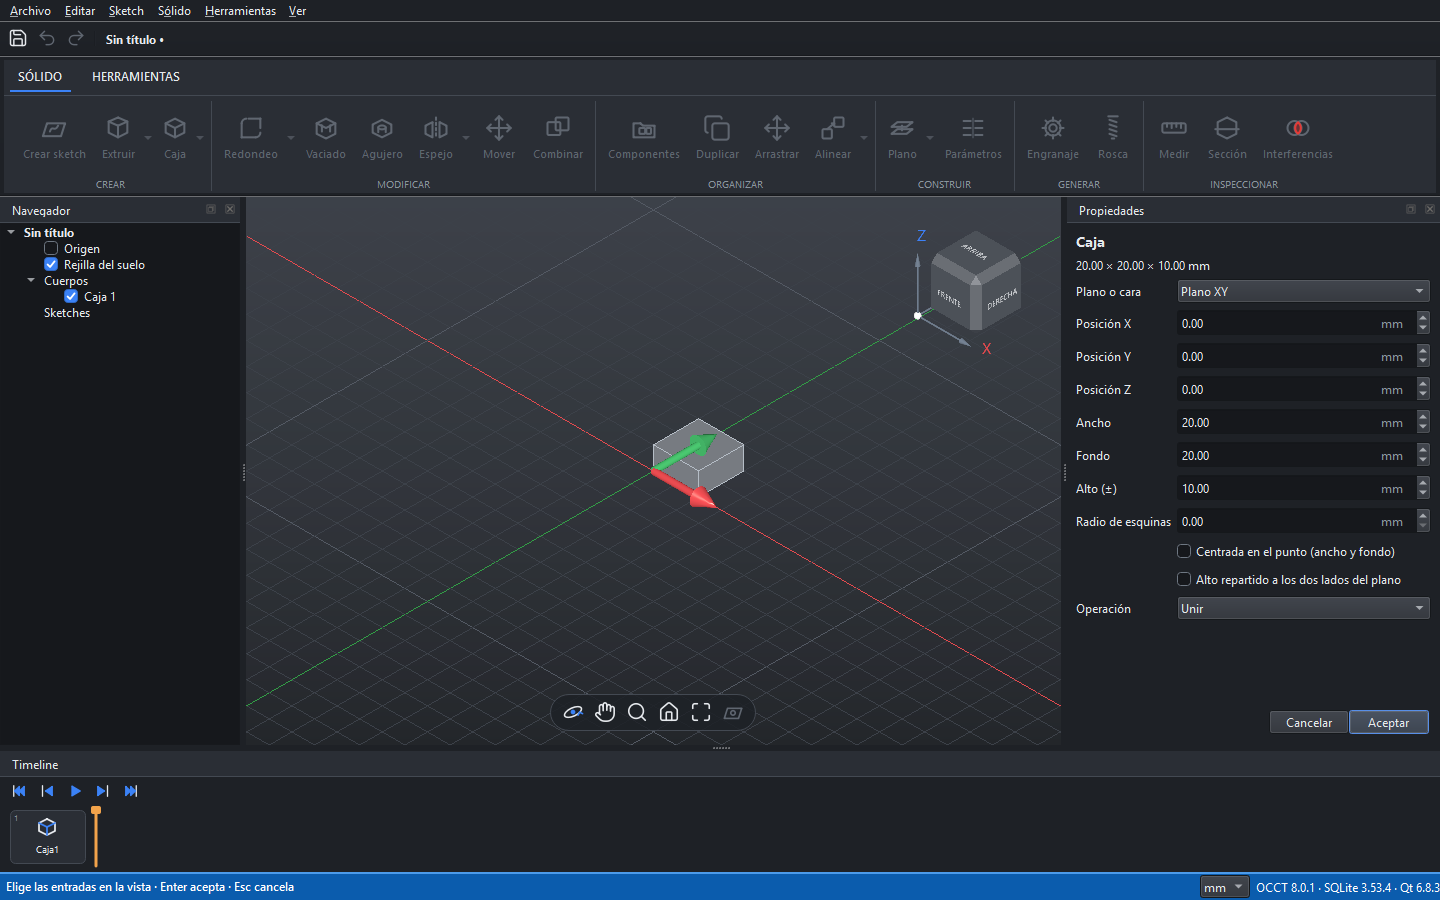 Archivo Editar Sketch Sólido Herramientas Ver
Sin título •
SÓLIDO HERRAMIENTAS
Crear sketch Extruir Caja Redondeo Vaciado Agujero Espejo Mover Combinar Componentes Duplicar Arrastrar Alinear Plano Parámetros Engranaje Rosca Medir Sección Interferencias
CREAR MODIFICAR ORGANIZAR CONSTRUIR GENERAR INSPECCIONAR
Navegador
Sin título
Origen
Rejilla del suelo
Cuerpos
Caja 1
Sketches
Z
ARRIBA
FRENTE
DERECHA
X
Propiedades
Caja
20.00 × 20.00 × 10.00 mm
Plano o cara Plano XY
Posición X 0.00 mm
Posición Y 0.00 mm
Posición Z 0.00 mm
Ancho 20.00 mm
Fondo 20.00 mm
Alto (±) 10.00 mm
Radio de esquinas 0.00 mm
Centrada en el punto (ancho y fondo)
Alto repartido a los dos lados del plano
Operación Unir
Cancelar Aceptar
Timeline
1
Caja1
Elige las entradas en la vista · Enter acepta · Esc cancela
mm OCCT 8.0.1 · SQLite 3.53.4 · Qt 6.8.3